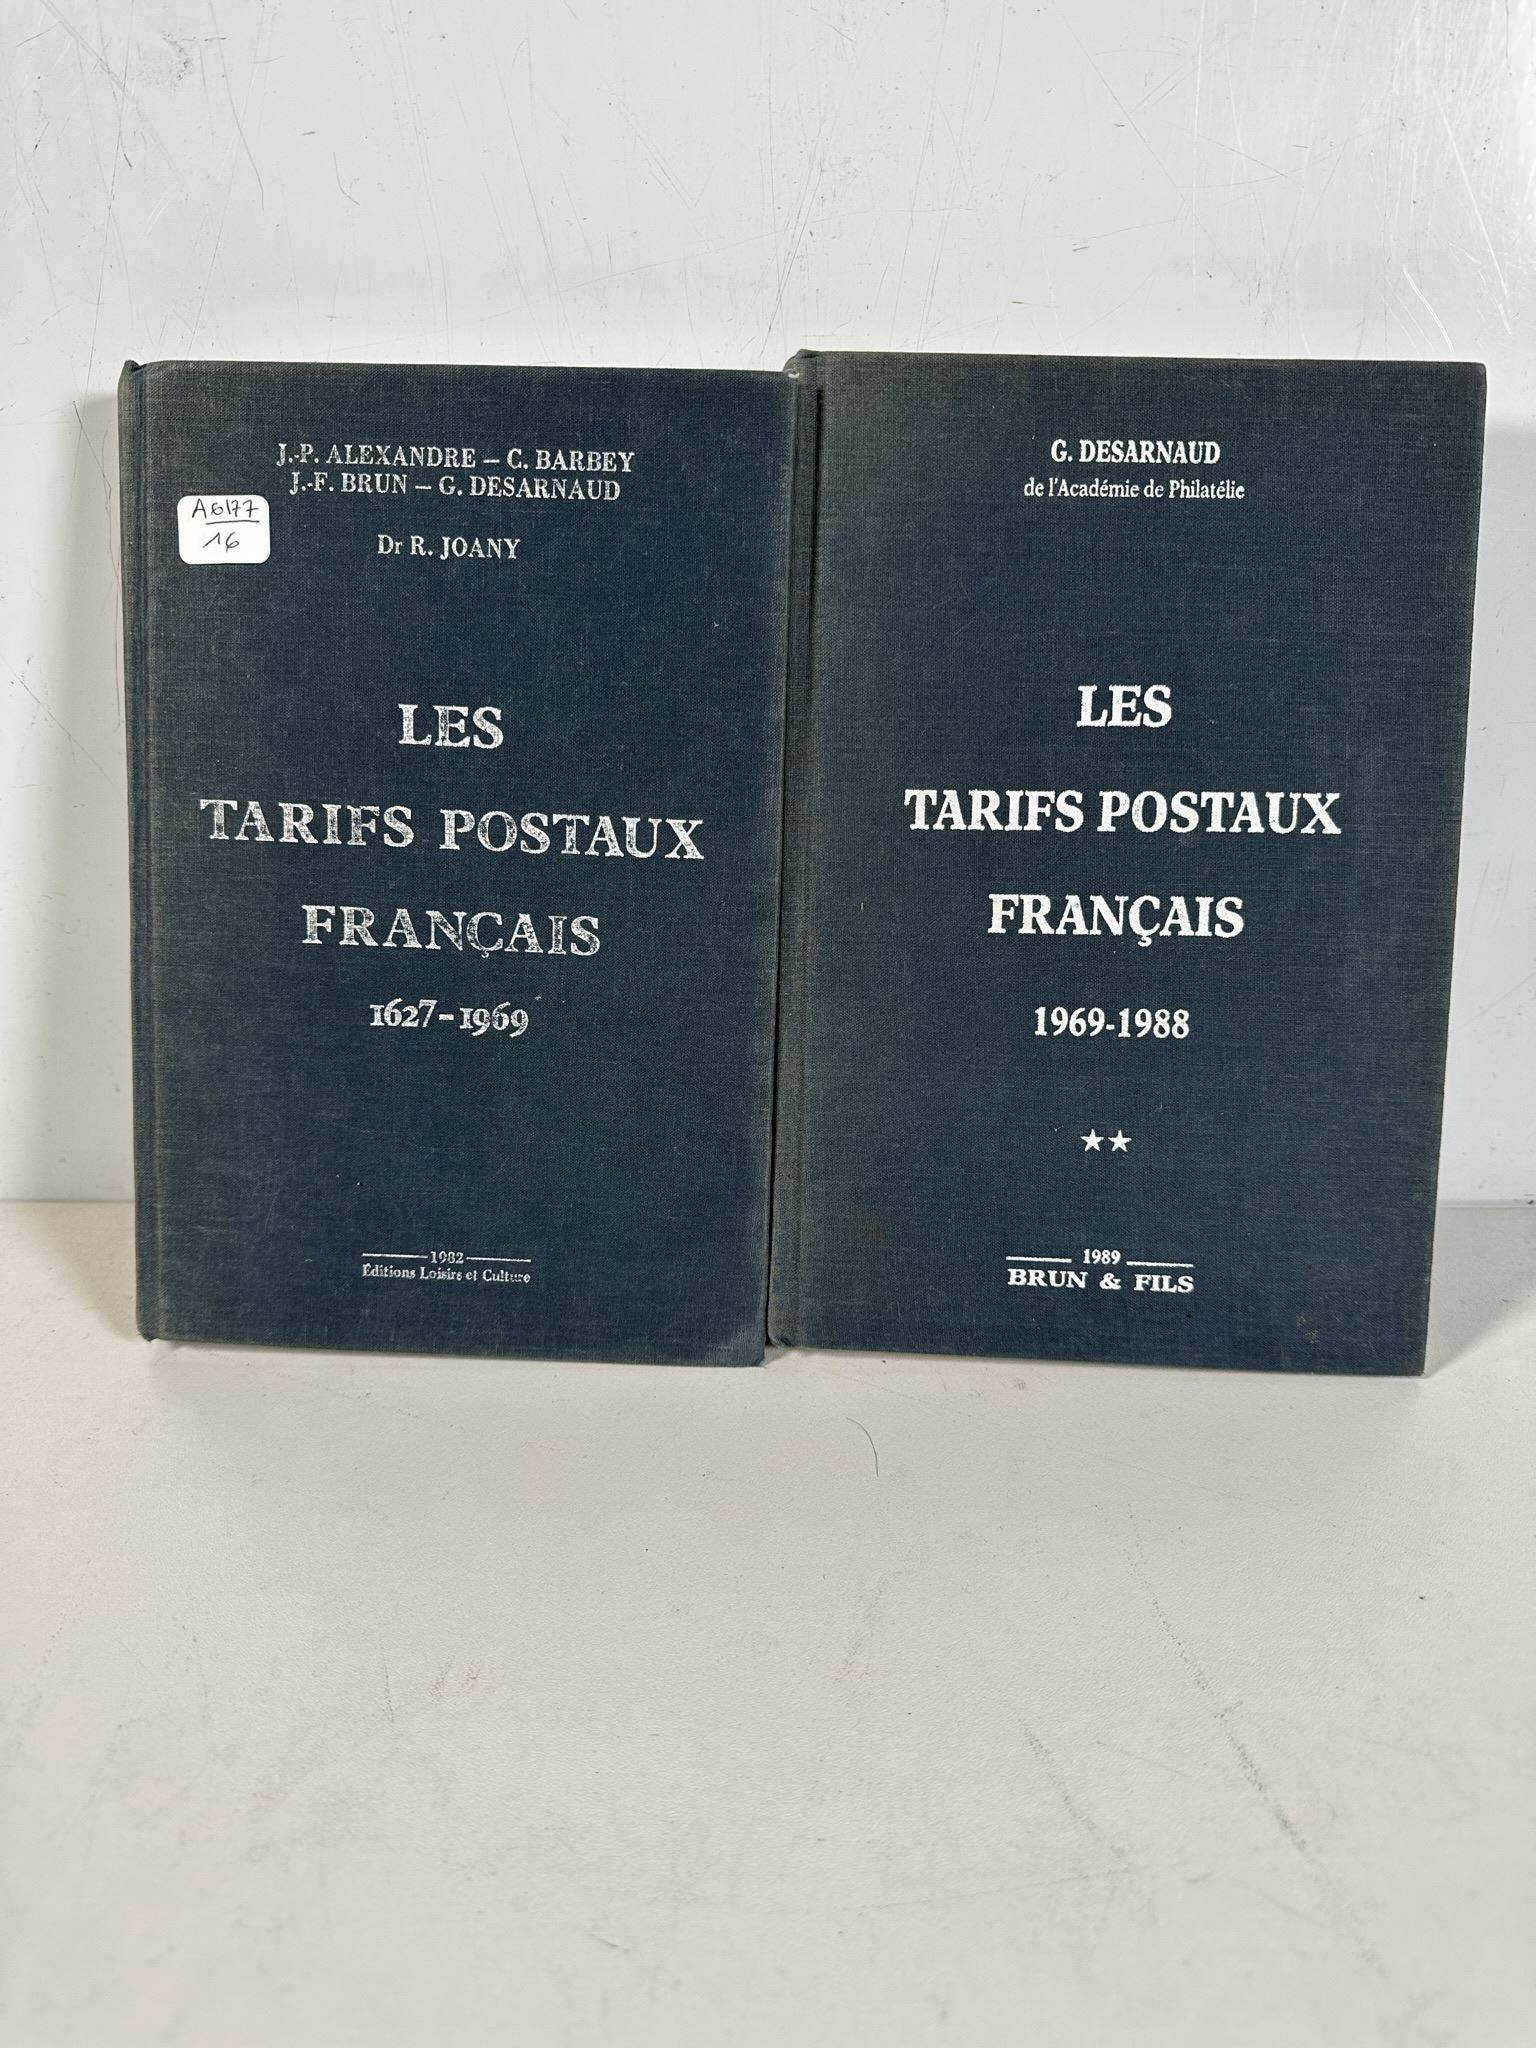 J.-P. ALEXANDRE – C. BARBEY
J.-F. BRUN – G. DESARNAUD
A6177
16
Dr R. JOANY
LES
TARIFS POSTAUX
FRANÇAIS
1627–1969
1982
Éditions Loisirs et Culture
G. DESARNAUD
de l'Académie de Philatélie
LES
TARIFS POSTAUX
FRANÇAIS
1969-1988
★★
1989
BRUN & FILS